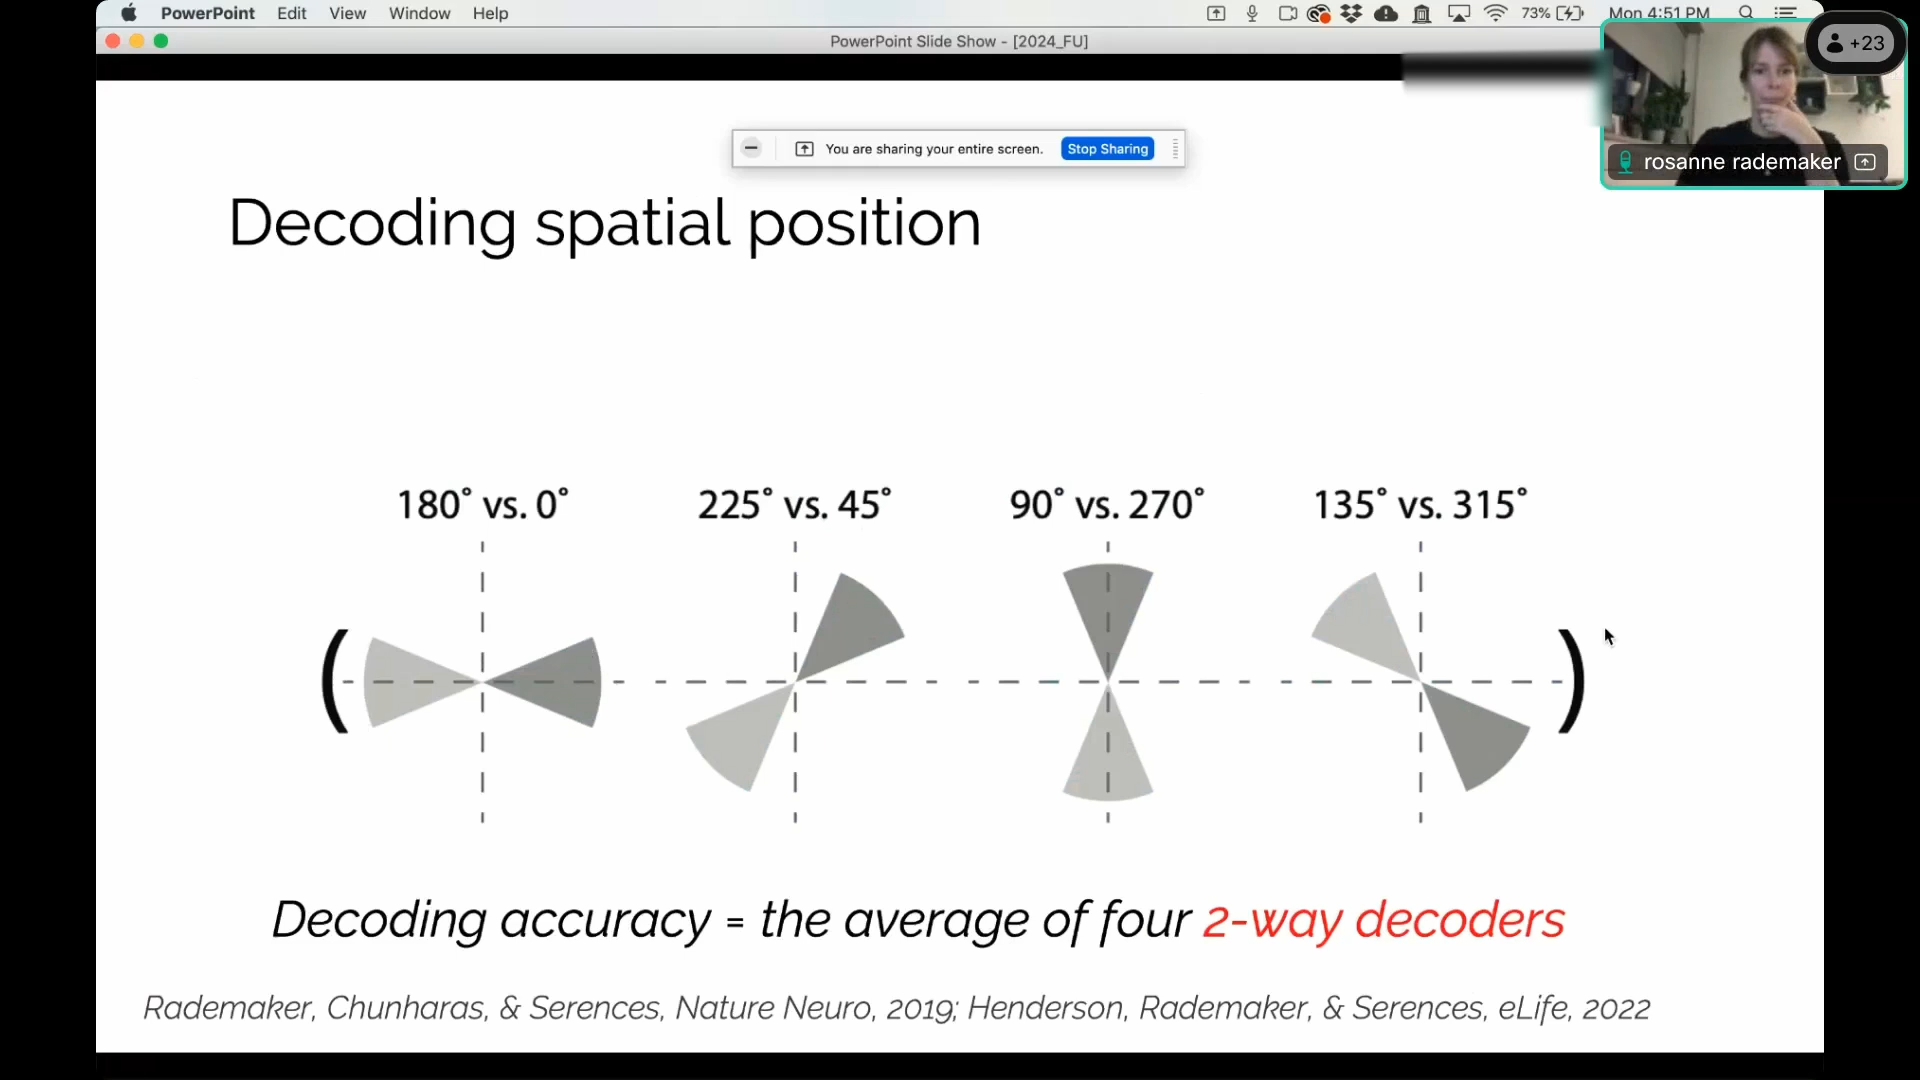 PowerPoint Edit View Window Help 73% Mon 4:51 PM
PowerPoint Slide Show - [2024_FU]
+23
You are sharing your entire screen. Stop Sharing
rosanne rademaker
Decoding spatial position
180° vs. 0° 225° vs. 45° 90° vs. 270° 135° vs. 315°
( )
Decoding accuracy = the average of four 2-way decoders
Rademaker, Chunharas, & Serences, Nature Neuro, 2019; Henderson, Rademaker, & Serences, eLife, 2022